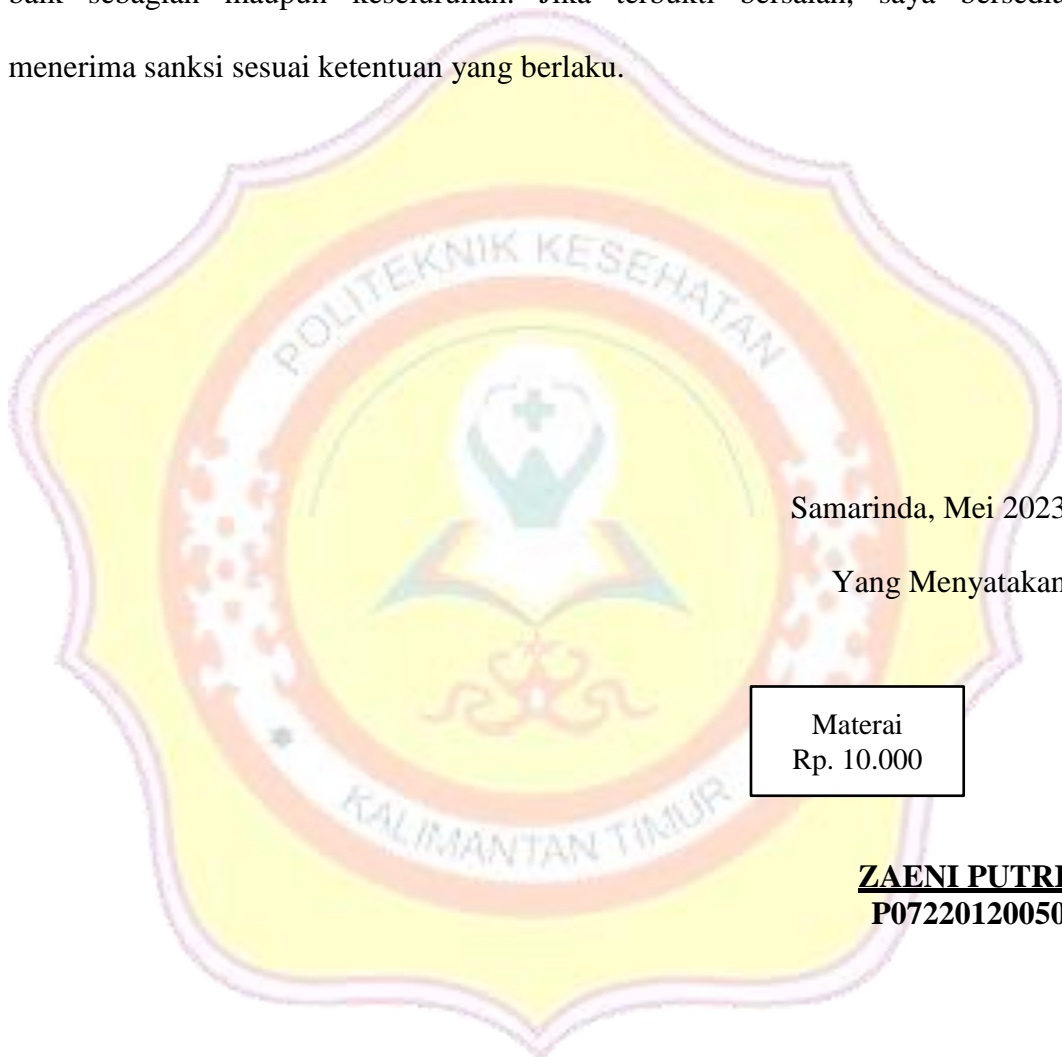 baik sebagian maupun keseluruhan. Jika terbukti bersalah, saya bersedia
menerima sanksi sesuai ketentuan yang berlaku.
POLITEKNIK KESEHATAN
Samarinda, Mei 2023
Yang Menyatakan
Materai
Rp. 10.000
KALIMANTAN TIMUR
ZAENI PUTRI
P07220120050